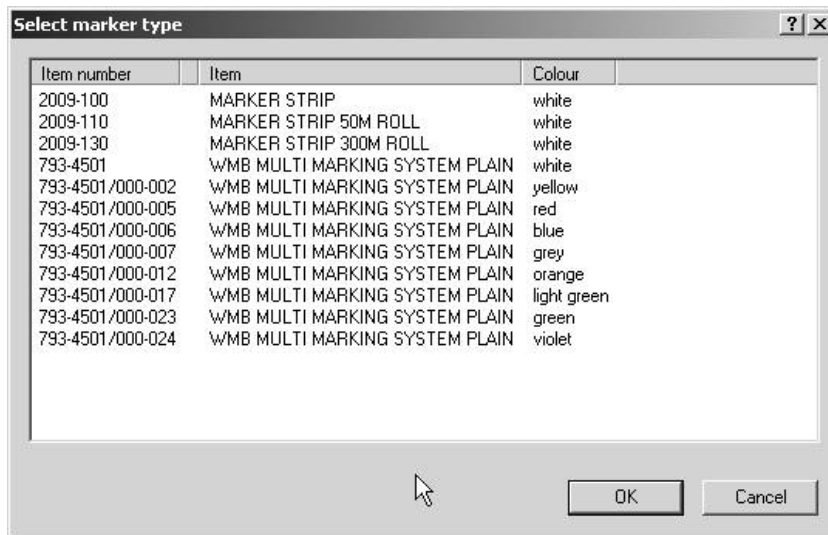 Select marker type
? X
Item number Item Colour
2009-100 MARKER STRIP white
2009-110 MARKER STRIP 50M ROLL white
2009-130 MARKER STRIP 300M ROLL white
793-4501 WMB MULTI MARKING SYSTEM PLAIN white
793-4501/000-002 WMB MULTI MARKING SYSTEM PLAIN yellow
793-4501/000-005 WMB MULTI MARKING SYSTEM PLAIN red
793-4501/000-006 WMB MULTI MARKING SYSTEM PLAIN blue
793-4501/000-007 WMB MULTI MARKING SYSTEM PLAIN grey
793-4501/000-012 WMB MULTI MARKING SYSTEM PLAIN orange
793-4501/000-017 WMB MULTI MARKING SYSTEM PLAIN light green
793-4501/000-023 WMB MULTI MARKING SYSTEM PLAIN green
793-4501/000-024 WMB MULTI MARKING SYSTEM PLAIN violet
OK Cancel